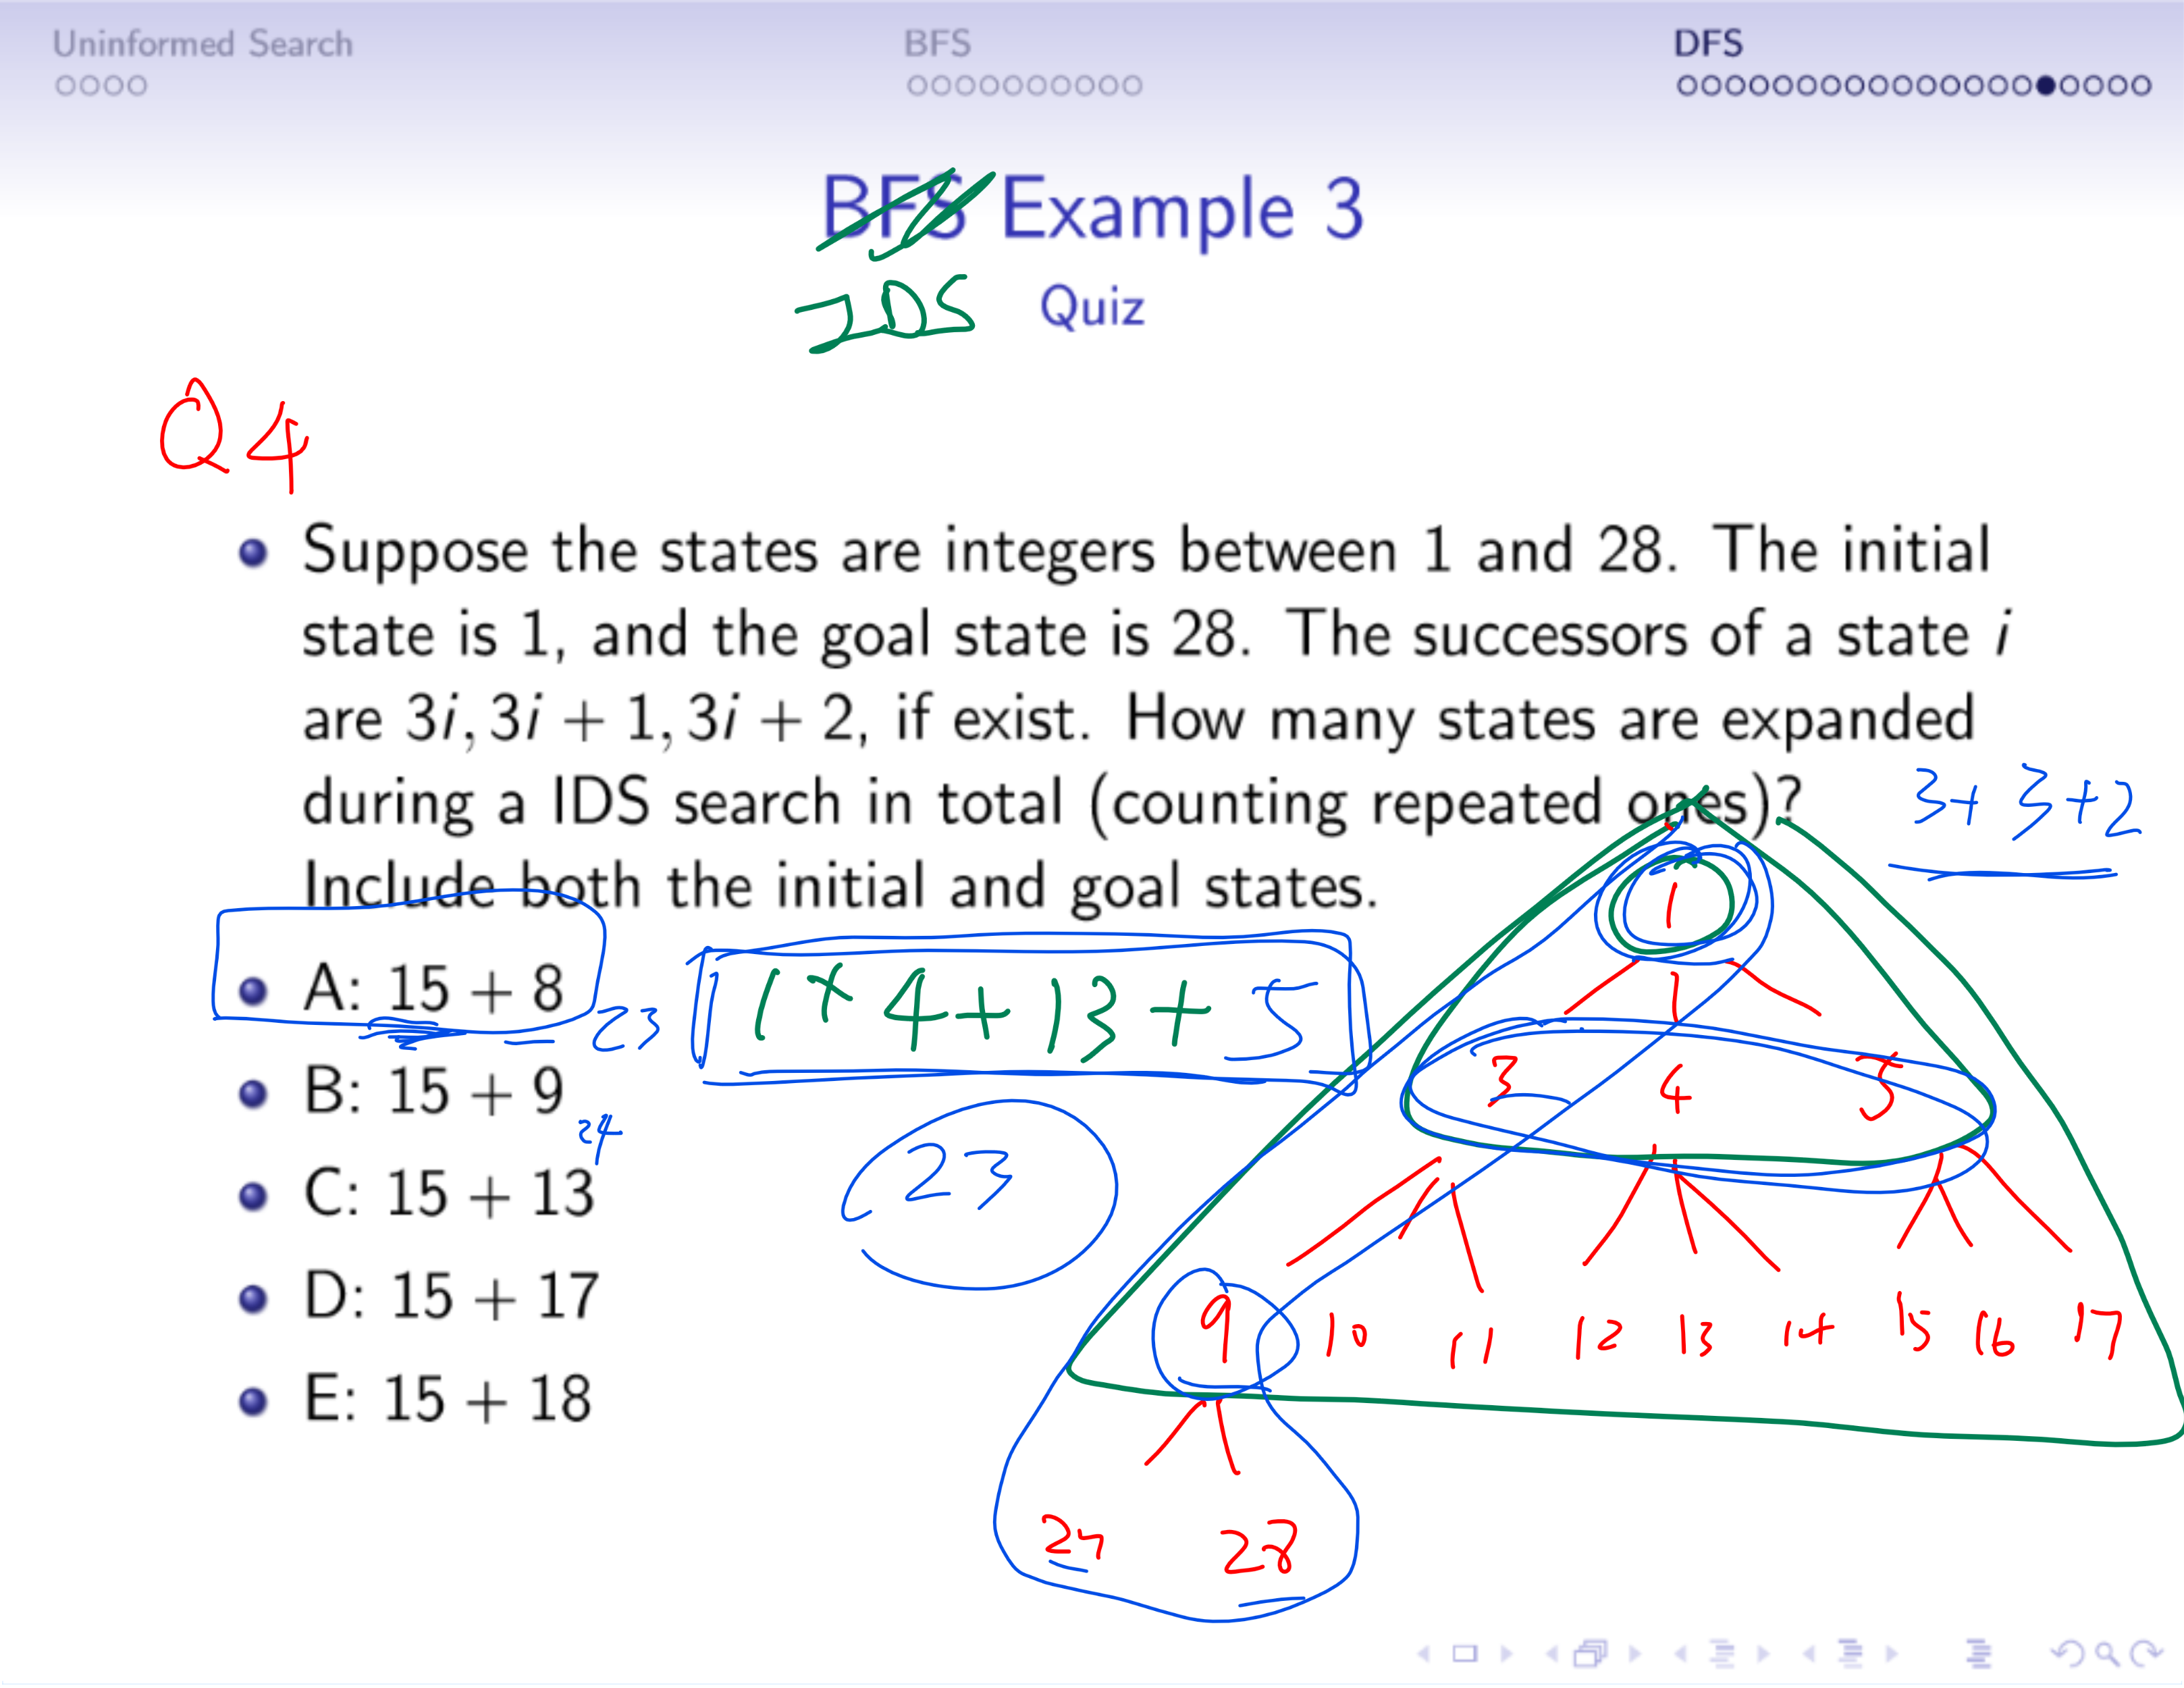 Uninformed Search BFS DFS
BFS Example 3
IDS Quiz
Q4
Suppose the states are integers between 1 and 28. The initial
state is 1, and the goal state is 28. The successors of a state i
are 3i, 3i + 1, 3i + 2, if exist. How many states are expanded
during a IDS search in total (counting repeated ones)?
3+3+2
Include both the initial and goal states.
1
A: 15 + 8 23 1+4+13+5
3 4 5
B: 15 + 9
24
C: 15 + 13
23
D: 15 + 17
9 10 11 12 13 14 15 16 17
E: 15 + 18
27 28